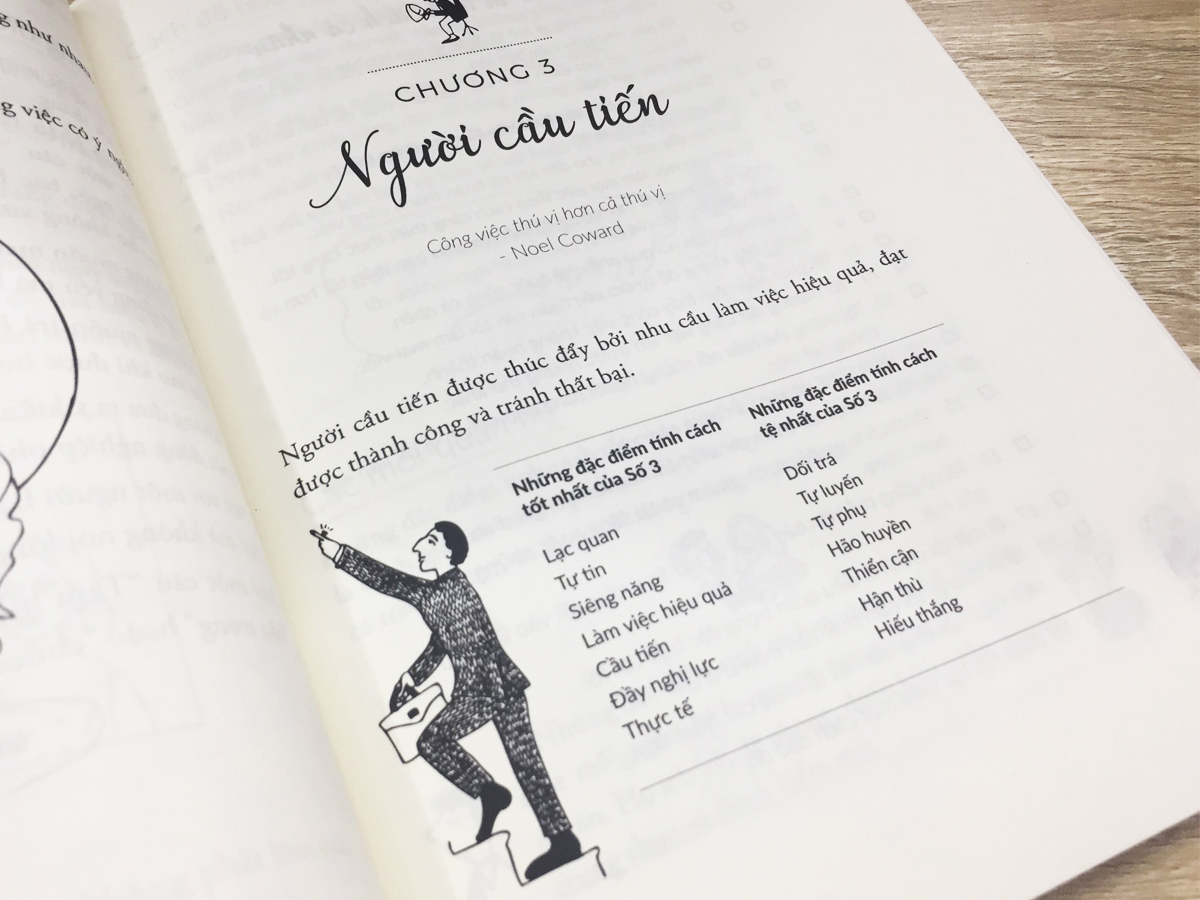 g như nhau
g việc có ý
CHƯƠNG 3
Người cầu tiến
Công việc thú vị hơn cả thú vị
- Noel Coward
Người cầu tiến được thúc đẩy bởi nhu cầu làm việc hiệu quả, đạt
được thành công và tránh thất bại.
Những đặc điểm tính cách
tốt nhất của Số 3
Lạc quan
Tự tin
Siêng năng
Làm việc hiệu quả
Cầu tiến
Đầy nghị lực
Thực tế
Những đặc điểm tính cách
tệ nhất của Số 3
Dối trá
Tự luyến
Tự phụ
Hão huyền
Thiển cận
Hận thù
Hiếu thắng